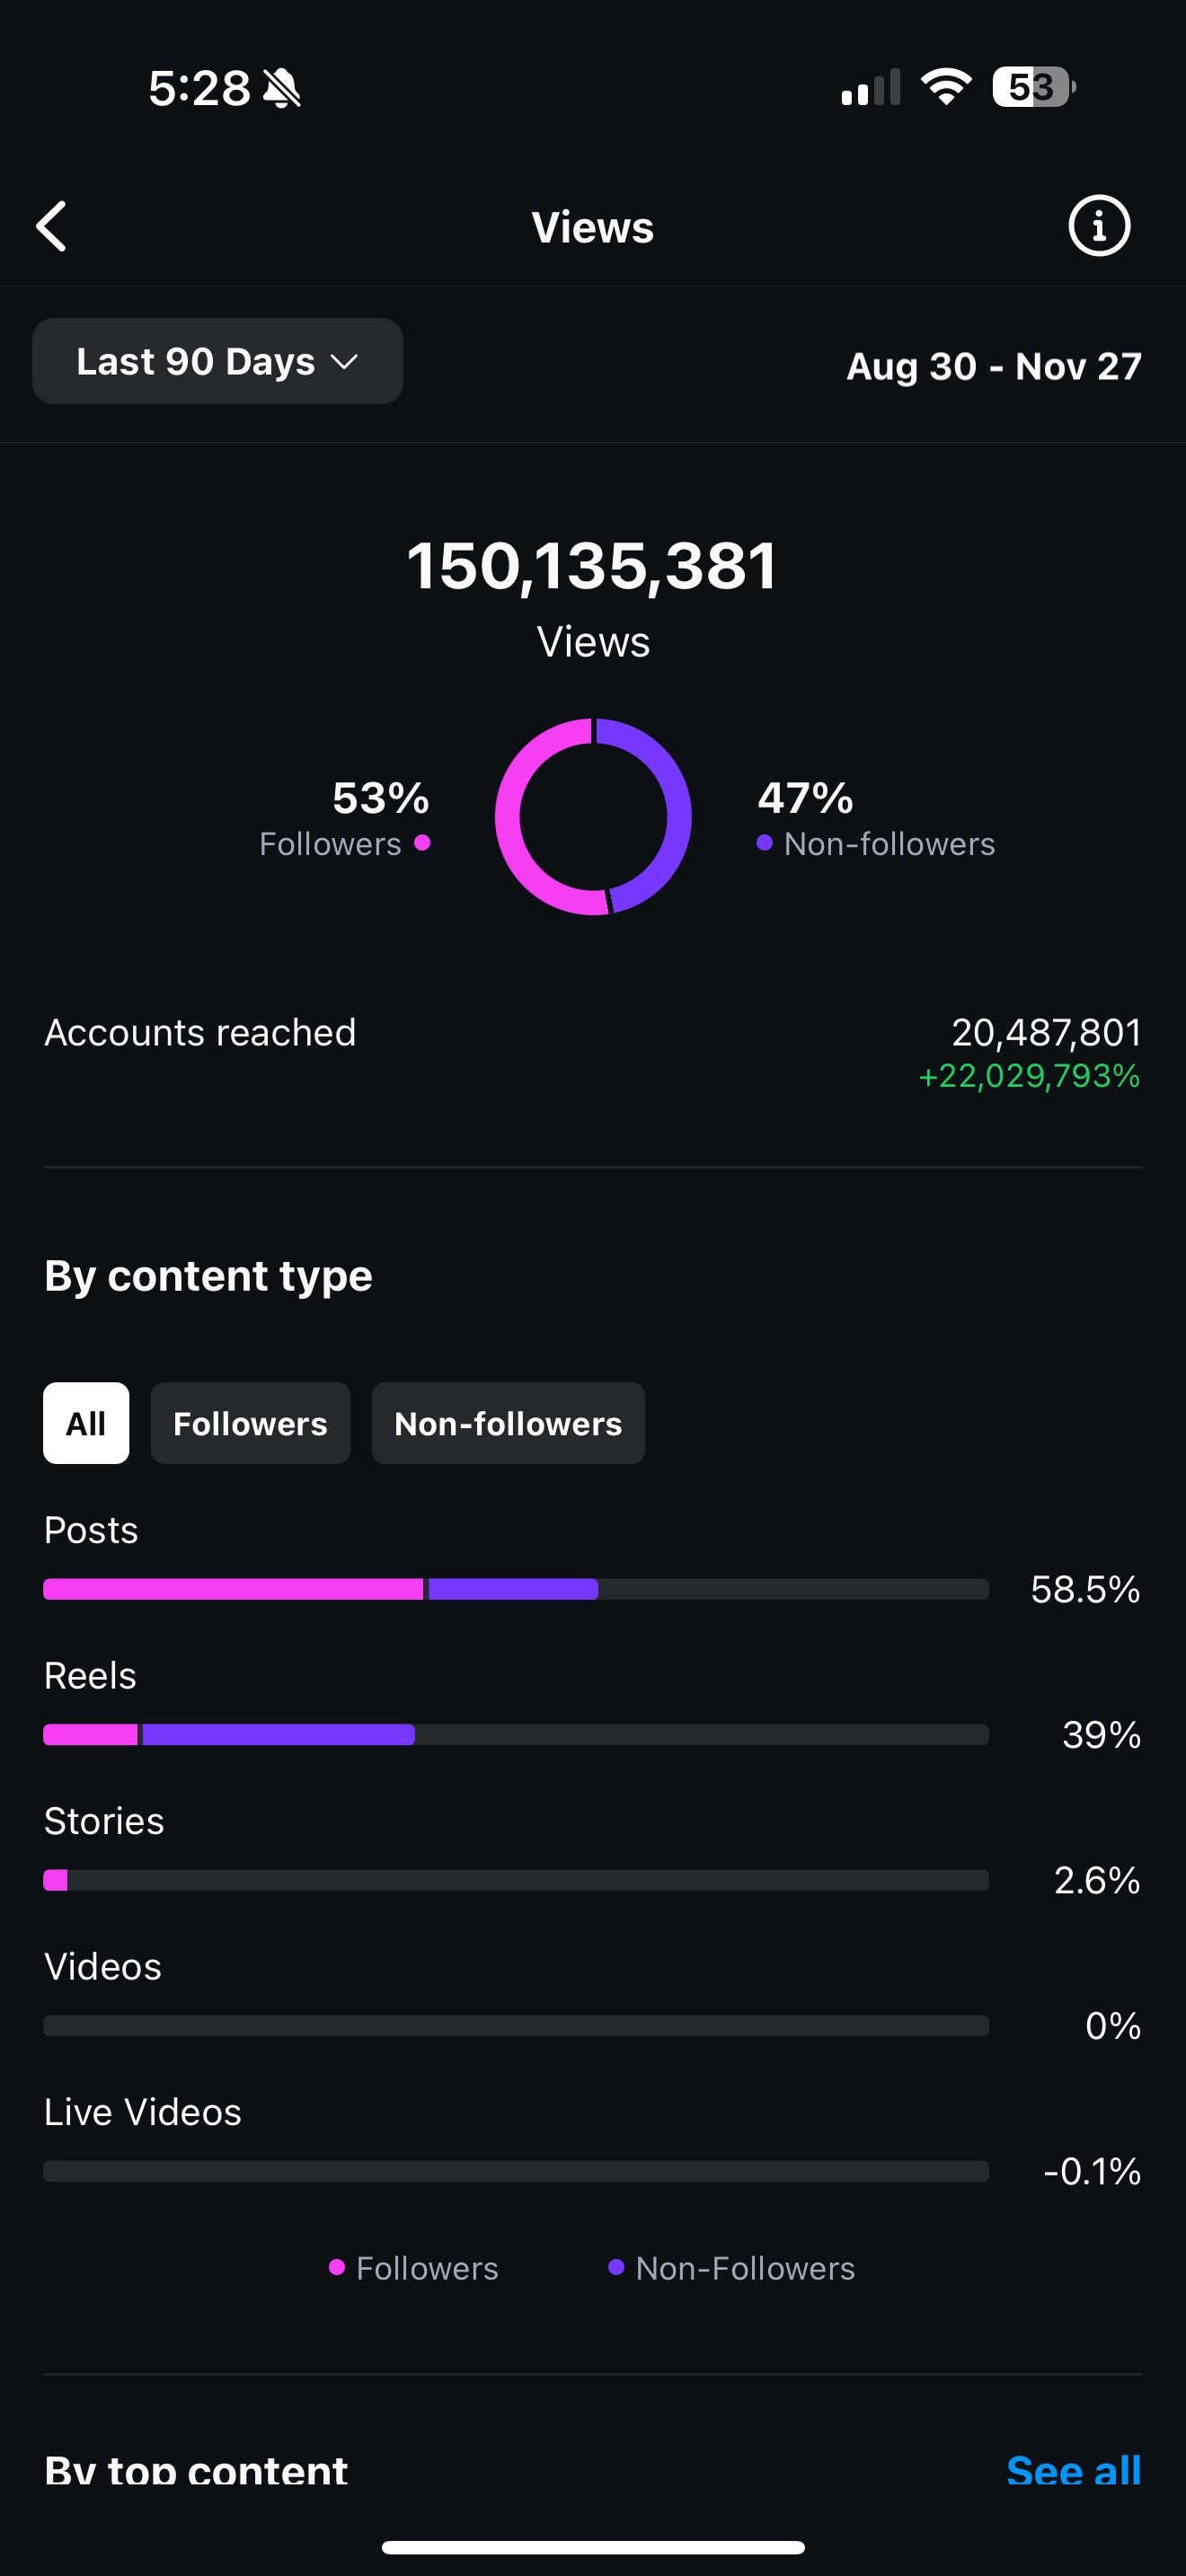 5:28
53
Views
Last 90 Days
Aug 30 - Nov 27
150,135,381
Views
53%
Followers
47%
Non-followers
Accounts reached
20,487,801
+22,029,793%
By content type
All
Followers
Non-followers
Posts
58.5%
Reels
39%
Stories
2.6%
Videos
0%
Live Videos
-0.1%
Followers
Non-Followers
By top content
See all